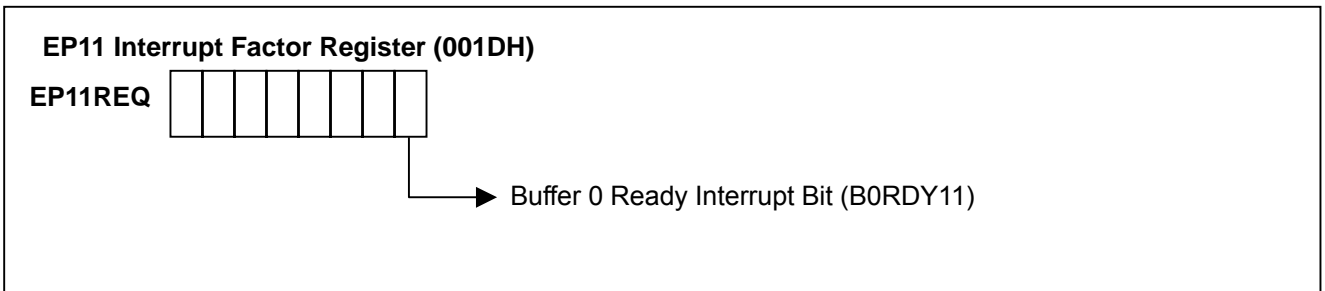 EP11 Interrupt Factor Register (001DH)
EP11REQ
Buffer 0 Ready Interrupt Bit (B0RDY11)